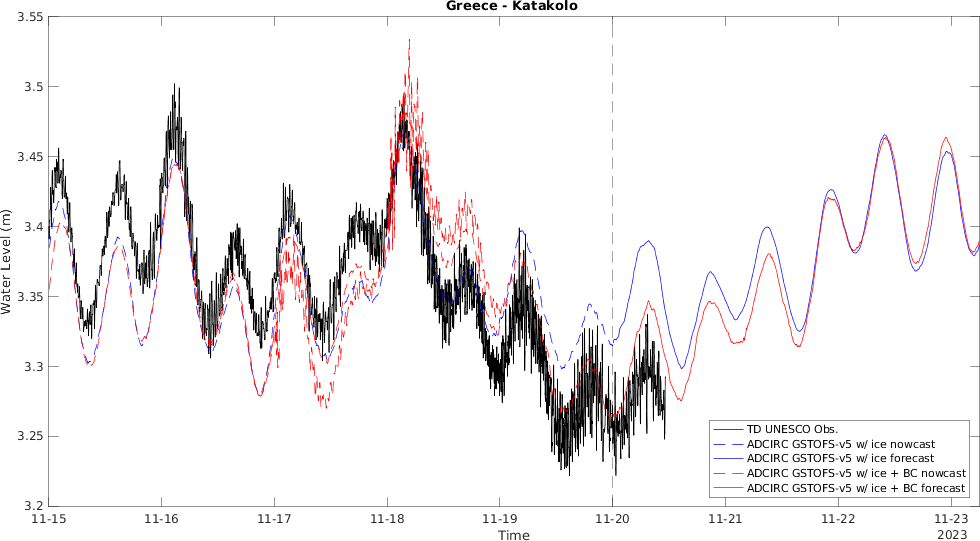 Greece - Katakolo
Water Level (m)
3.55
3.5
3.45
3.4
3.35
3.3
3.25
3.2
11-15
11-16
11-17
11-18
11-19
11-20
11-21
11-22
11-23
2023
Time
TD UNESCO Obs.
ADCIRC GSTOFS-v5 w/ ice nowcast
ADCIRC GSTOFS-v5 w/ ice forecast
ADCIRC GSTOFS-v5 w/ ice + BC nowcast
ADCIRC GSTOFS-v5 w/ ice + BC forecast